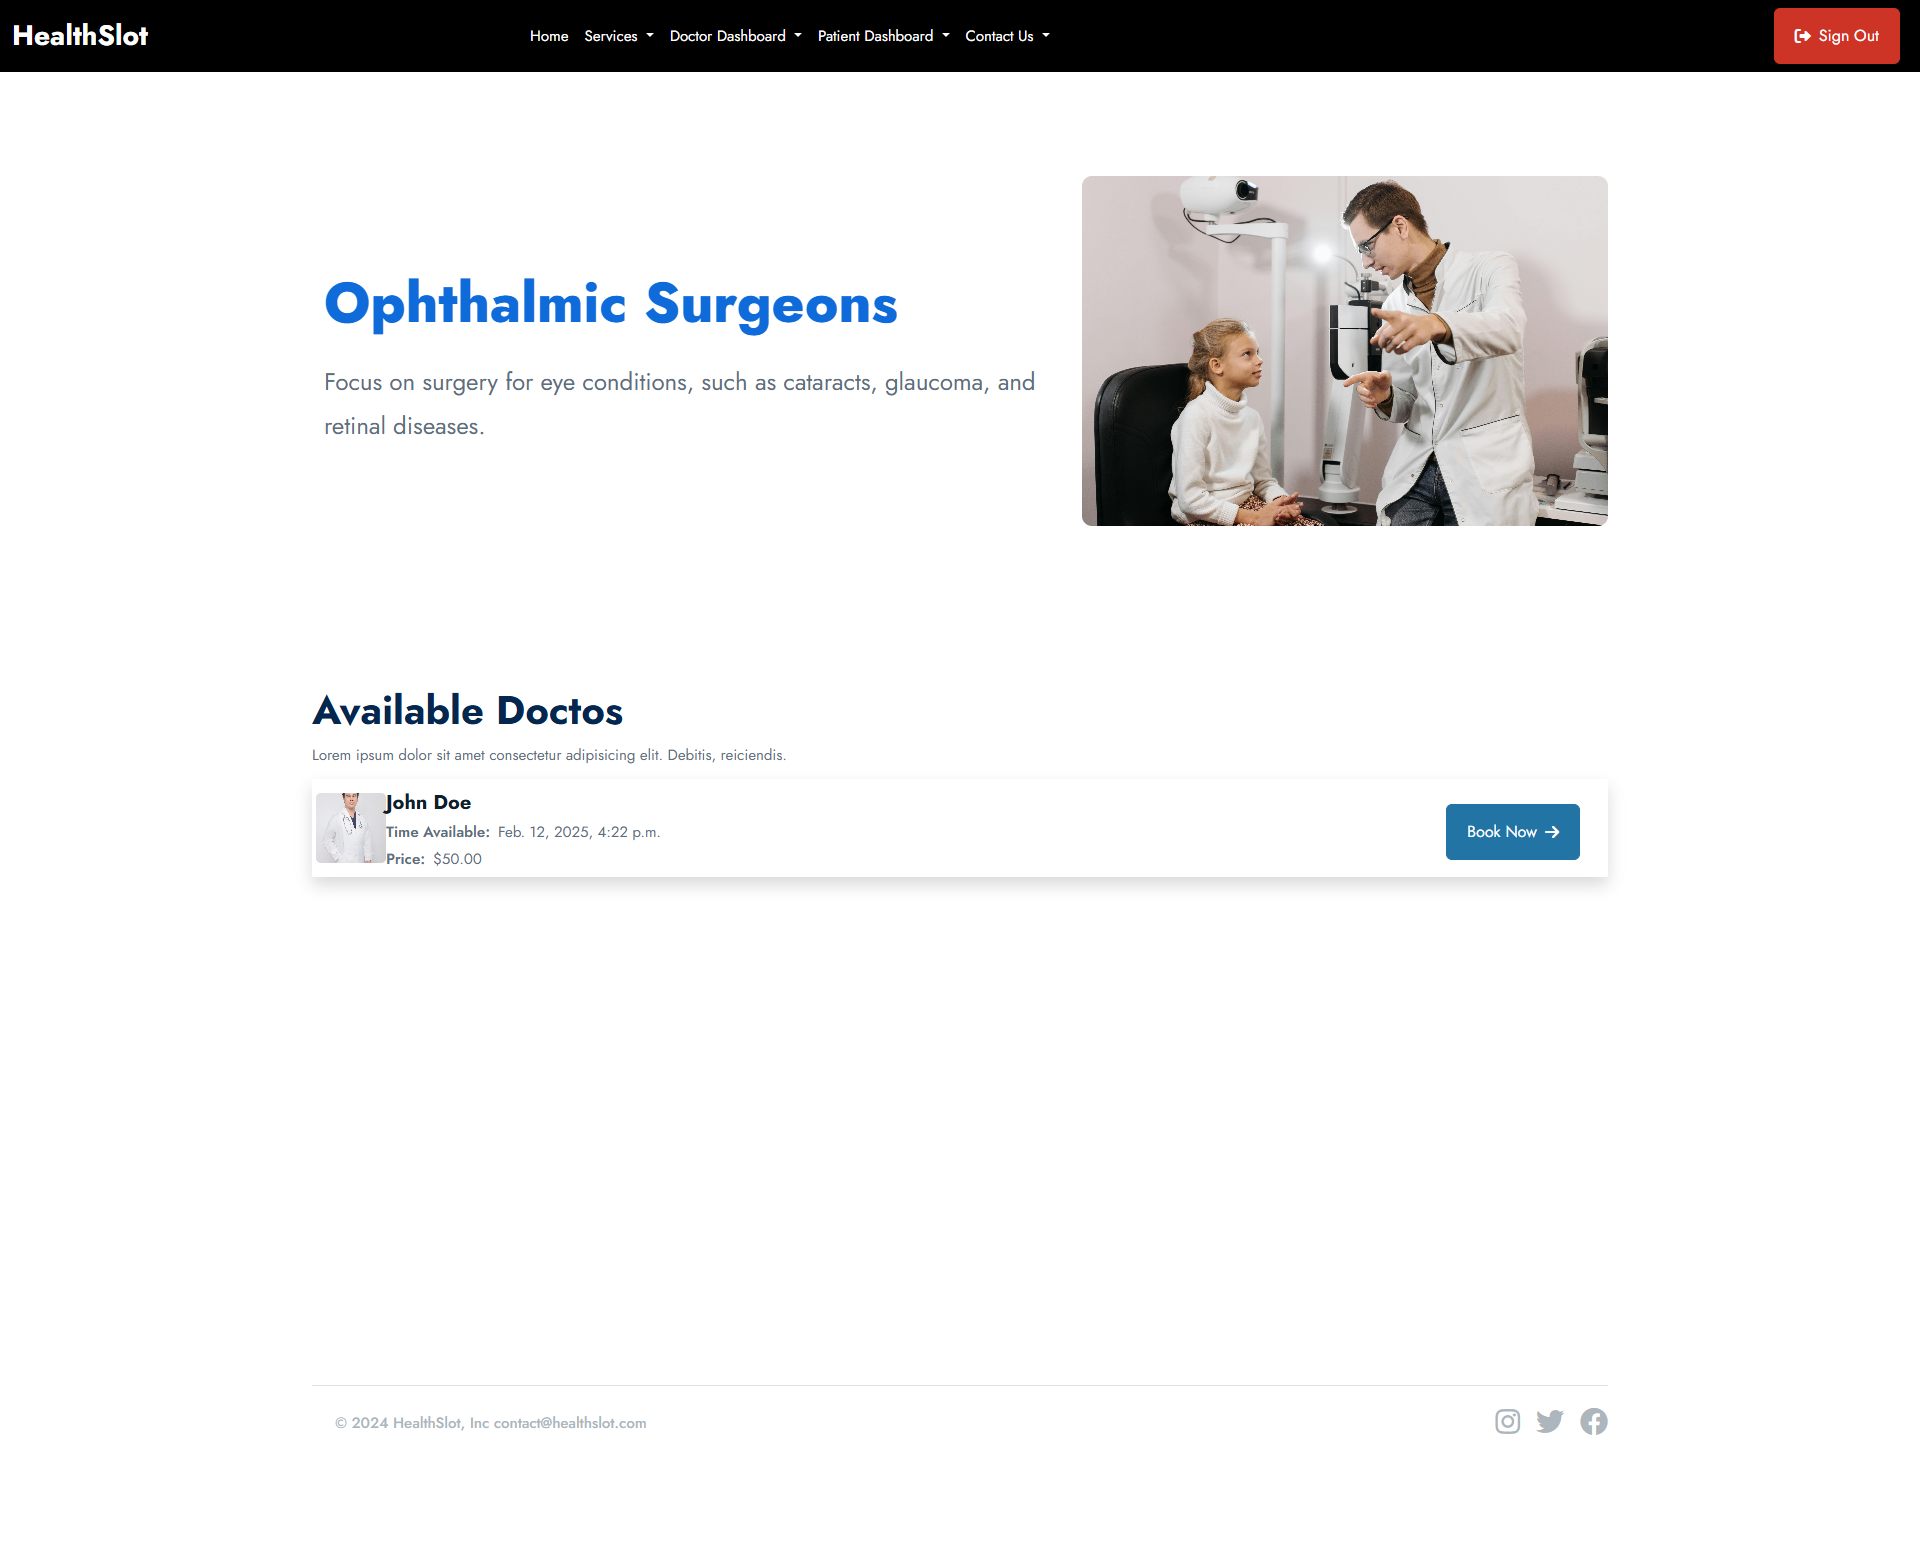 HealthSlot
Home Services Doctor Dashboard Patient Dashboard Contact Us
Sign Out
Ophthalmic Surgeons
Focus on surgery for eye conditions, such as cataracts, glaucoma, and
retinal diseases.
Available Doctos
Lorem ipsum dolor sit amet consectetur adipisicing elit. Debitis, reiciendis.
John Doe
Time Available: Feb. 12, 2025, 4:22 p.m.
Price: $50.00
Book Now
© 2024 HealthSlot, Inc contact@healthslot.com